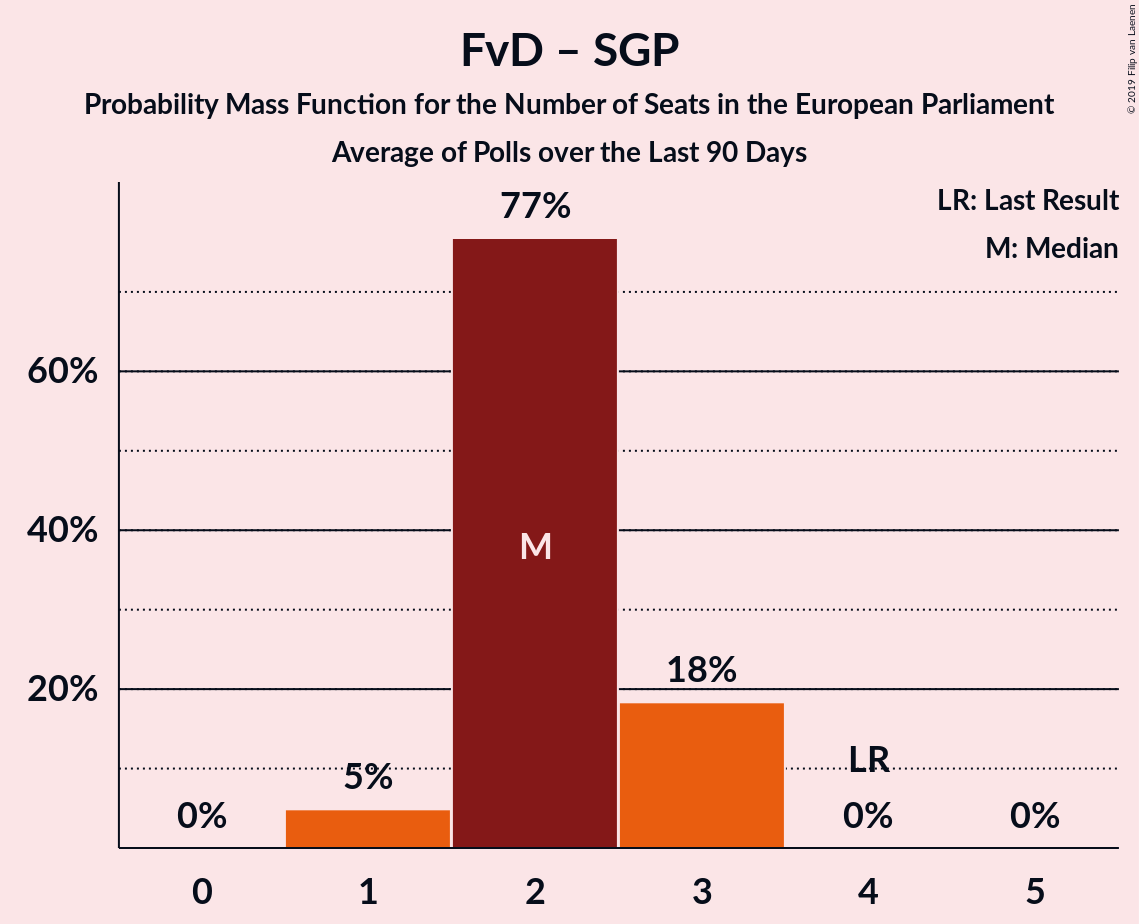 FvD – SGP
Probability Mass Function for the Number of Seats in the European Parliament
Average of Polls over the Last 90 Days
© 2019 Filip van Laenen
LR: Last Result
M: Median
77%
60%
40%
M
20%
18%
LR
5%
0%
0%
0%
0 1 2 3 4 5